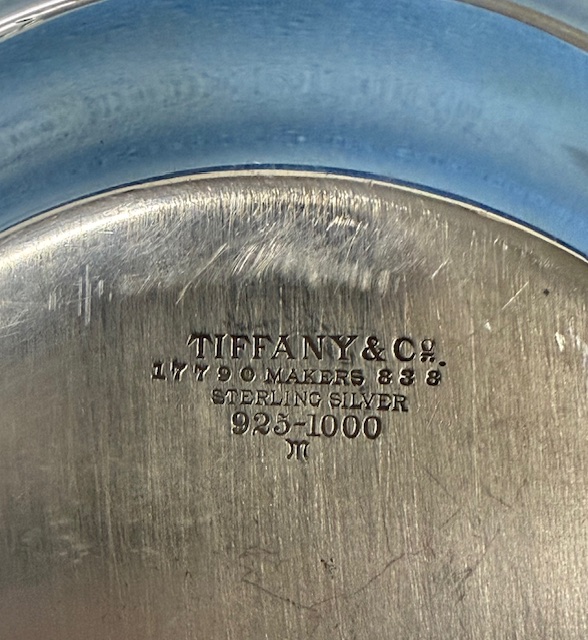 TIFFANY & Co.
17790 MAKERS 838
STERLING SILVER
925-1000
m